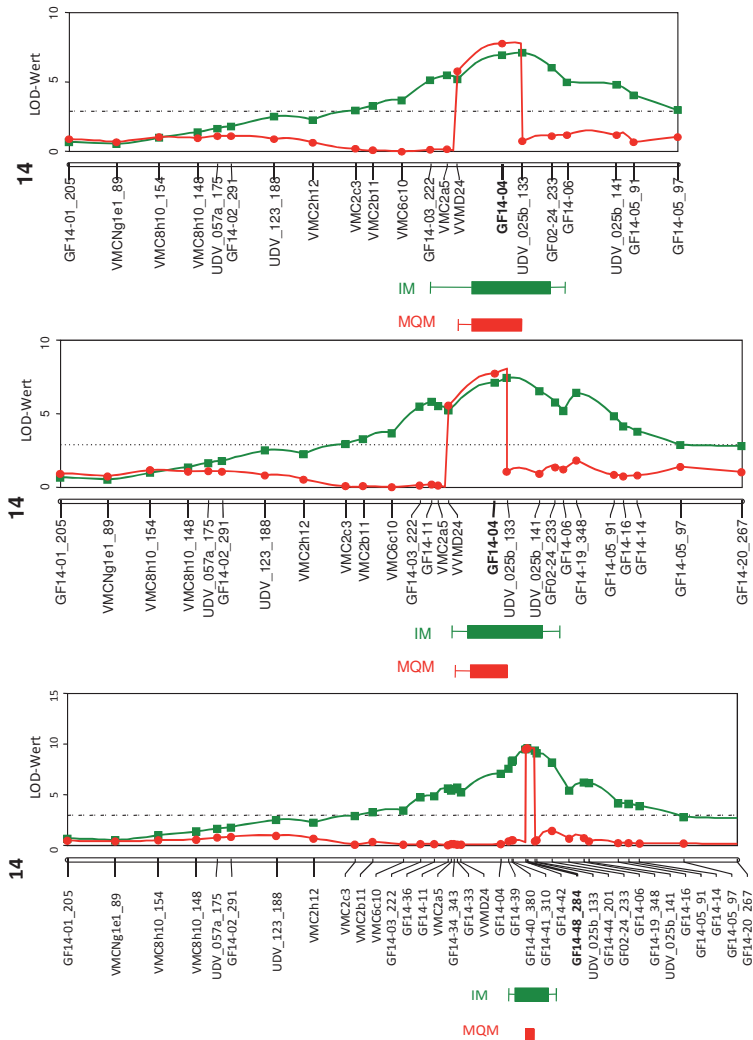 LOD-Wert
10
5
0
14
GF14-01_205
VMCNg1e1_89
VMC8h10_154
VMC8h10_148
UDV_057a_175
GF14-02_291
UDV_123_188
VMC2h12
VMC2c3
VMC2b11
VMC6c10
GF14-03_222
VMC2a5
VVMD24
GF14-04
UDV_025b_133
GF02-24_233
GF14-06
UDV_025b_141
GF14-05_91
GF14-05_97
IM
MQM
LOD-Wert
10
5
0
14
GF14-01_205
VMCNg1e1_89
VMC8h10_154
VMC8h10_148
UDV_057a_175
GF14-02_291
UDV_123_188
VMC2h12
VMC2c3
VMC2b11
VMC6c10
GF14-03_222
GF14-11
VMC2a5
VVMD24
GF14-04
UDV_025b_133
UDV_025b_141
GF02-24_233
GF14-06
GF14-19_348
GF14-05_91
GF14-16
GF14-14
GF14-05_97
GF14-20_267
IM
MQM
LOD-Wert
15
10
5
0
14
GF14-01_205
VMCNg1e1_89
VMC8h10_154
VMC8h10_148
UDV_057a_175
GF14-02_291
UDV_123_188
VMC2h12
VMC2c3
VMC2b11
VMC6c10
GF14-03_222
GF14-36
GF14-11
VMC2a5
GF14-34_343
GF14-33
VVMD24
GF14-04
GF14-39
GF14-40_380
GF14-41_310
GF14-42
GF14-48_284
UDV_025b_133
GF14-44_201
GF02-24_233
GF14-06
GF14-19_348
UDV_025b_141
GF14-16
GF14-05_91
GF14-14
GF14-05_97
GF14-20_267
IM
MQM